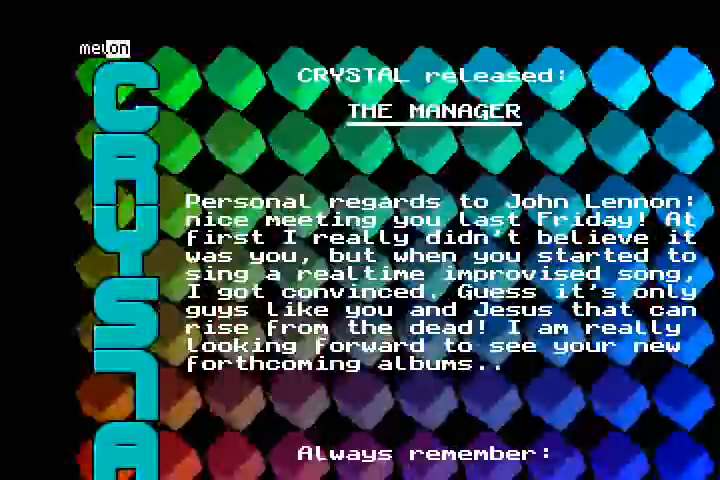 melon
CRYSTAL released:
THE MANAGER
Personal regards to John Lennon:
nice meeting you last Friday! At
first I really didn't believe it
was you, but when you started to
sing a realtime improvised song,
I got convinced. Guess it's only
guys like you and Jesus that can
rise from the dead! I am really
looking forward to see your new
forthcoming albums..
Always remember:
CRYSTA